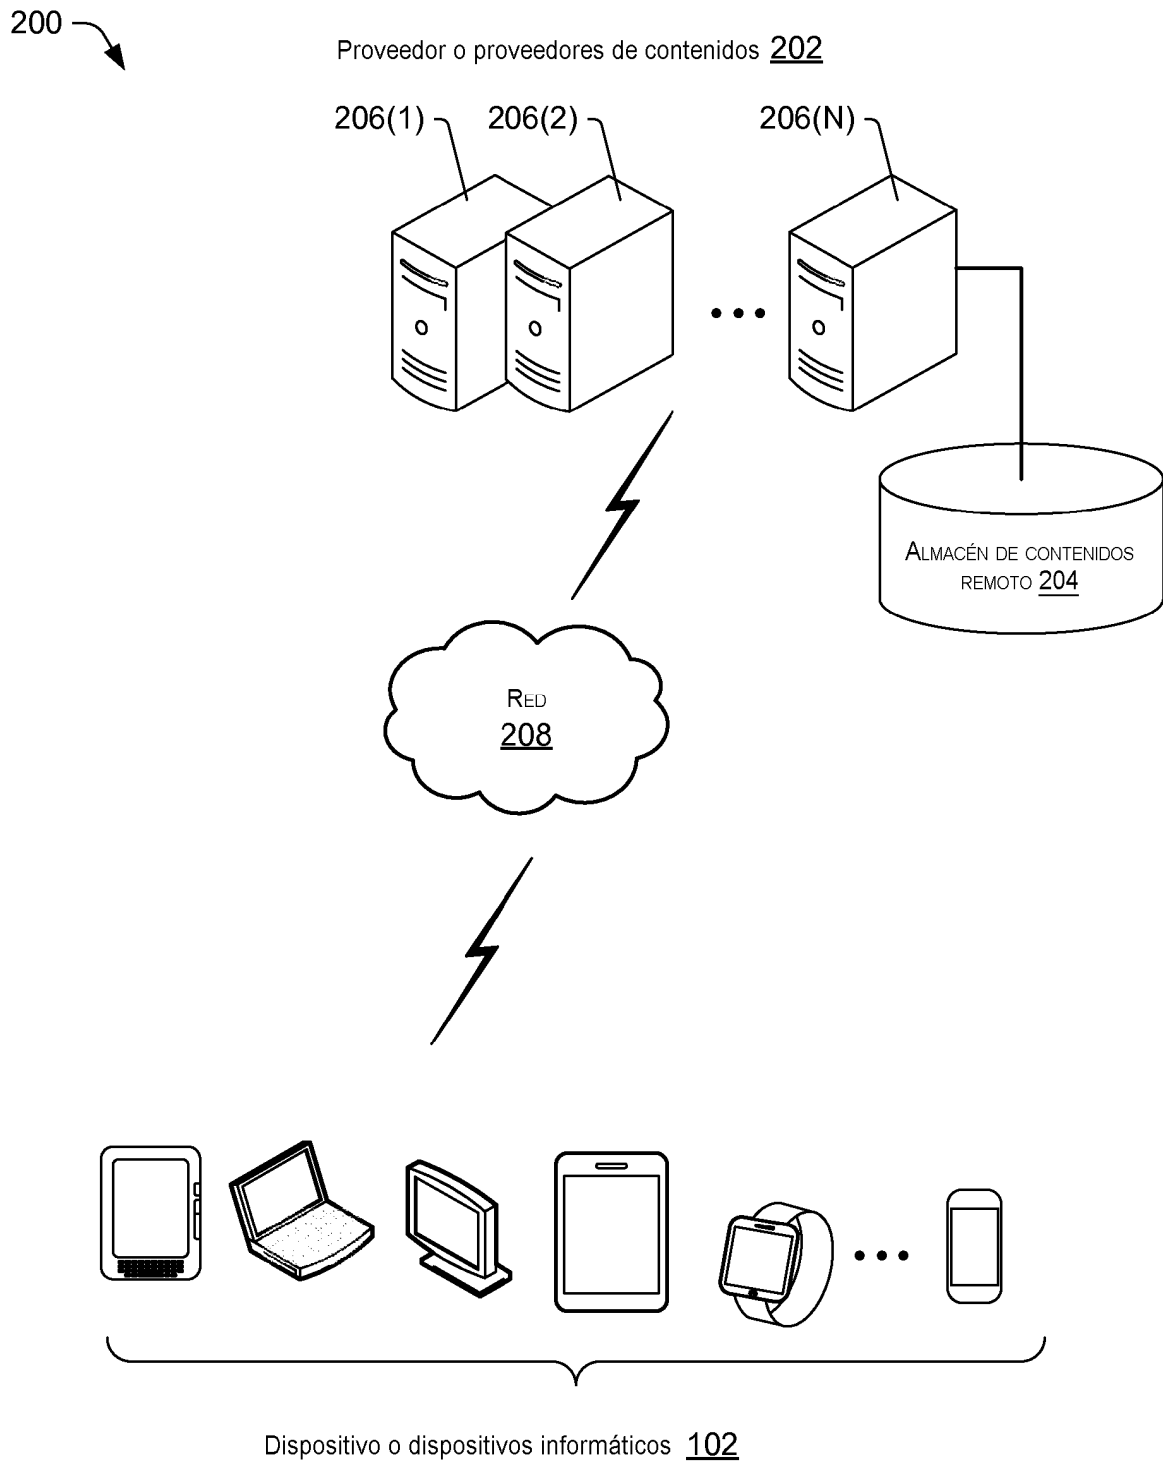 200
Proveedor o proveedores de contenidos 202
206(1) 206(2) 206(N)
ALMACÉN DE CONTENIDOS
REMOTO 204
RED
208
Dispositivo o dispositivos informáticos 102